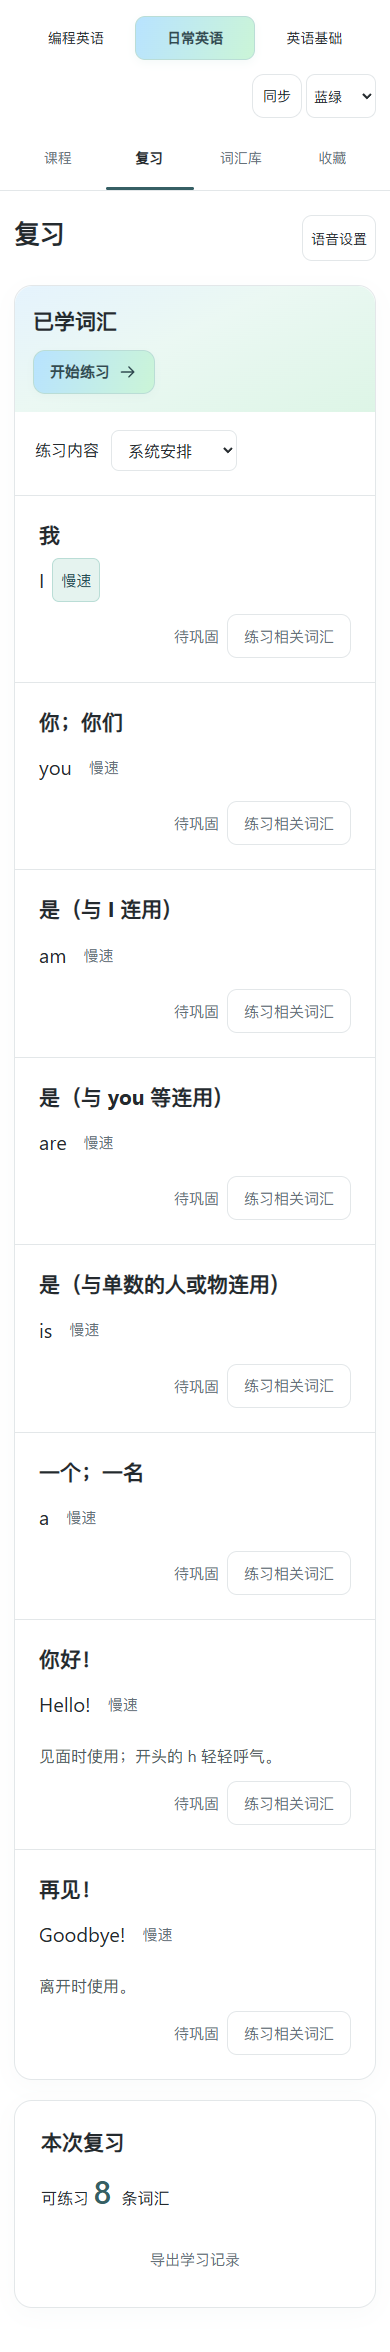 编程英语 日常英语 英语基础
同步 蓝绿
课程 复习 词汇库 收藏
复习 语音设置
已学词汇
开始练习 →
练习内容 系统安排
我
I 慢速
待巩固 练习相关词汇
你；你们
you 慢速
待巩固 练习相关词汇
是（与 I 连用）
am 慢速
待巩固 练习相关词汇
是（与 you 等连用）
are 慢速
待巩固 练习相关词汇
是（与单数的人或物连用）
is 慢速
待巩固 练习相关词汇
一个；一名
a 慢速
待巩固 练习相关词汇
你好！
Hello! 慢速
见面时使用；开头的 h 轻轻呼气。
待巩固 练习相关词汇
再见！
Goodbye! 慢速
离开时使用。
待巩固 练习相关词汇
本次复习
可练习 8 条词汇
导出学习记录